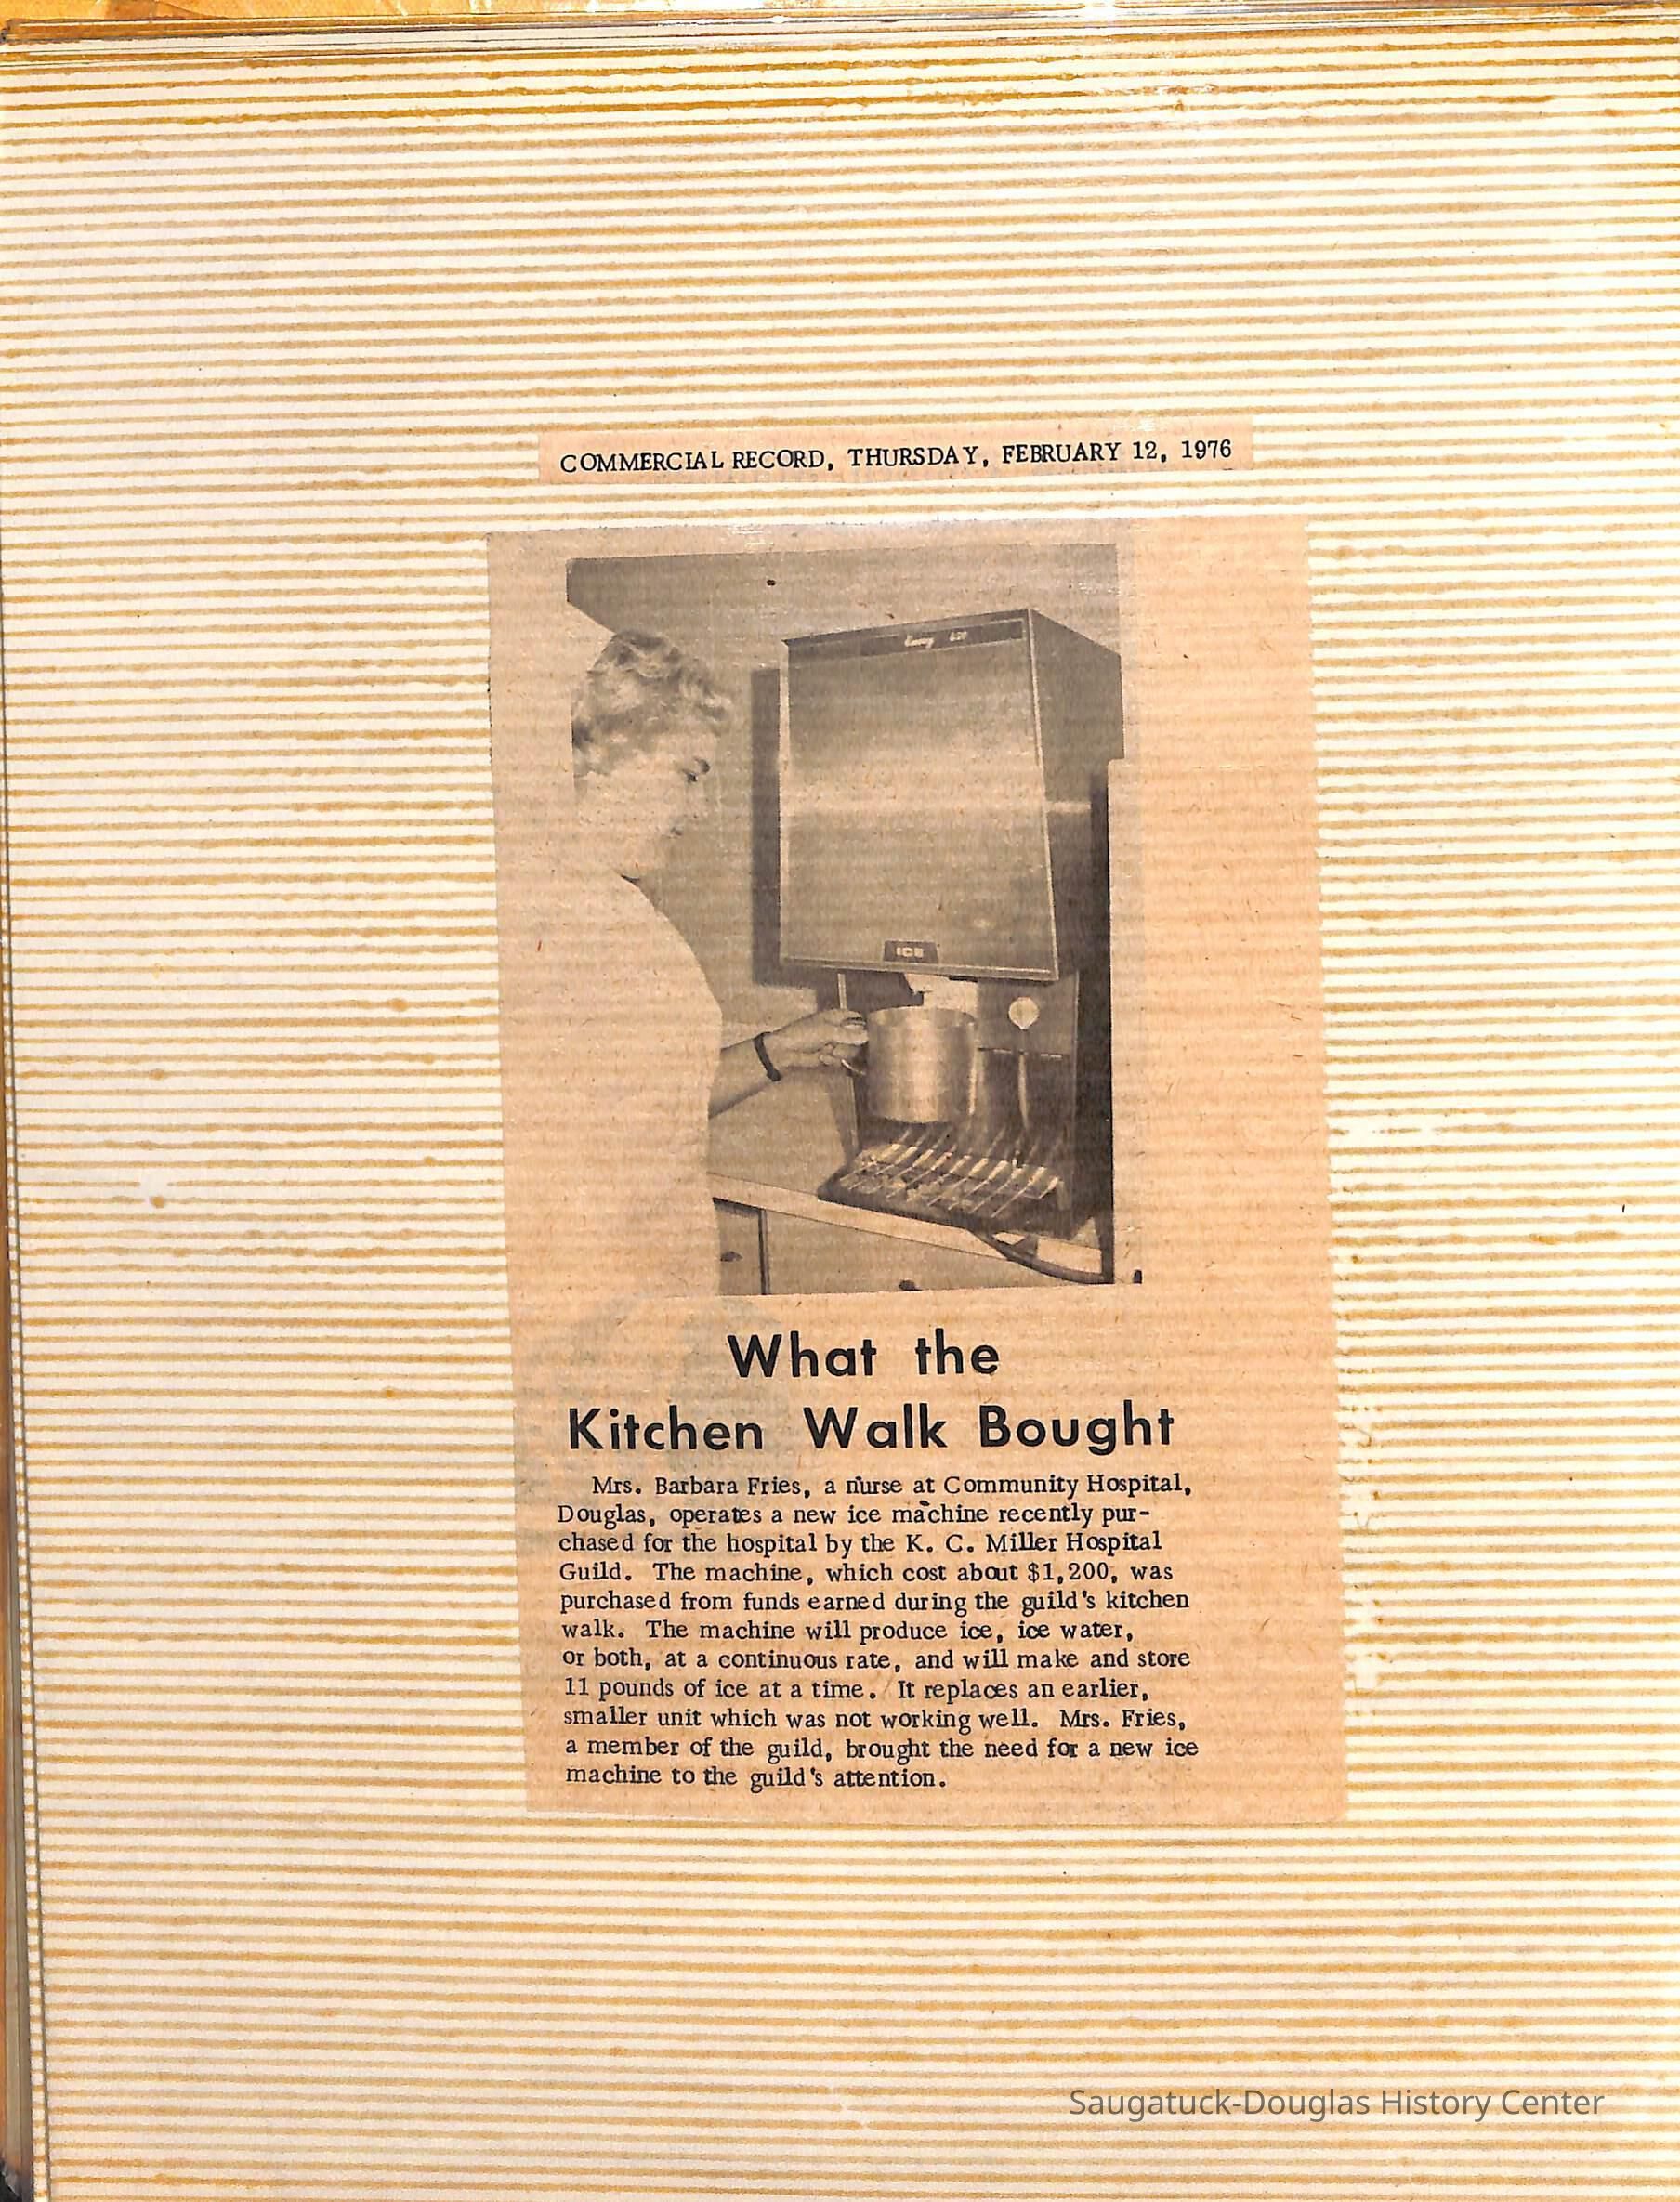 COMMERCIAL RECORD, THURSDAY, FEBRUARY 12, 1976
ICE
What the
Kitchen Walk Bought
Mrs. Barbara Fries, a nurse at Community Hospital,
Douglas, operates a new ice machine recently pur-
chased for the hospital by the K. C. Miller Hospital
Guild. The machine, which cost about $1,200, was
purchased from funds earned during the guild's kitchen
walk. The machine will produce ice, ice water,
or both, at a continuous rate, and will make and store
11 pounds of ice at a time. It replaces an earlier,
smaller unit which was not working well. Mrs. Fries,
a member of the guild, brought the need for a new ice
machine to the guild's attention.
Saugatuck-Douglas History Center